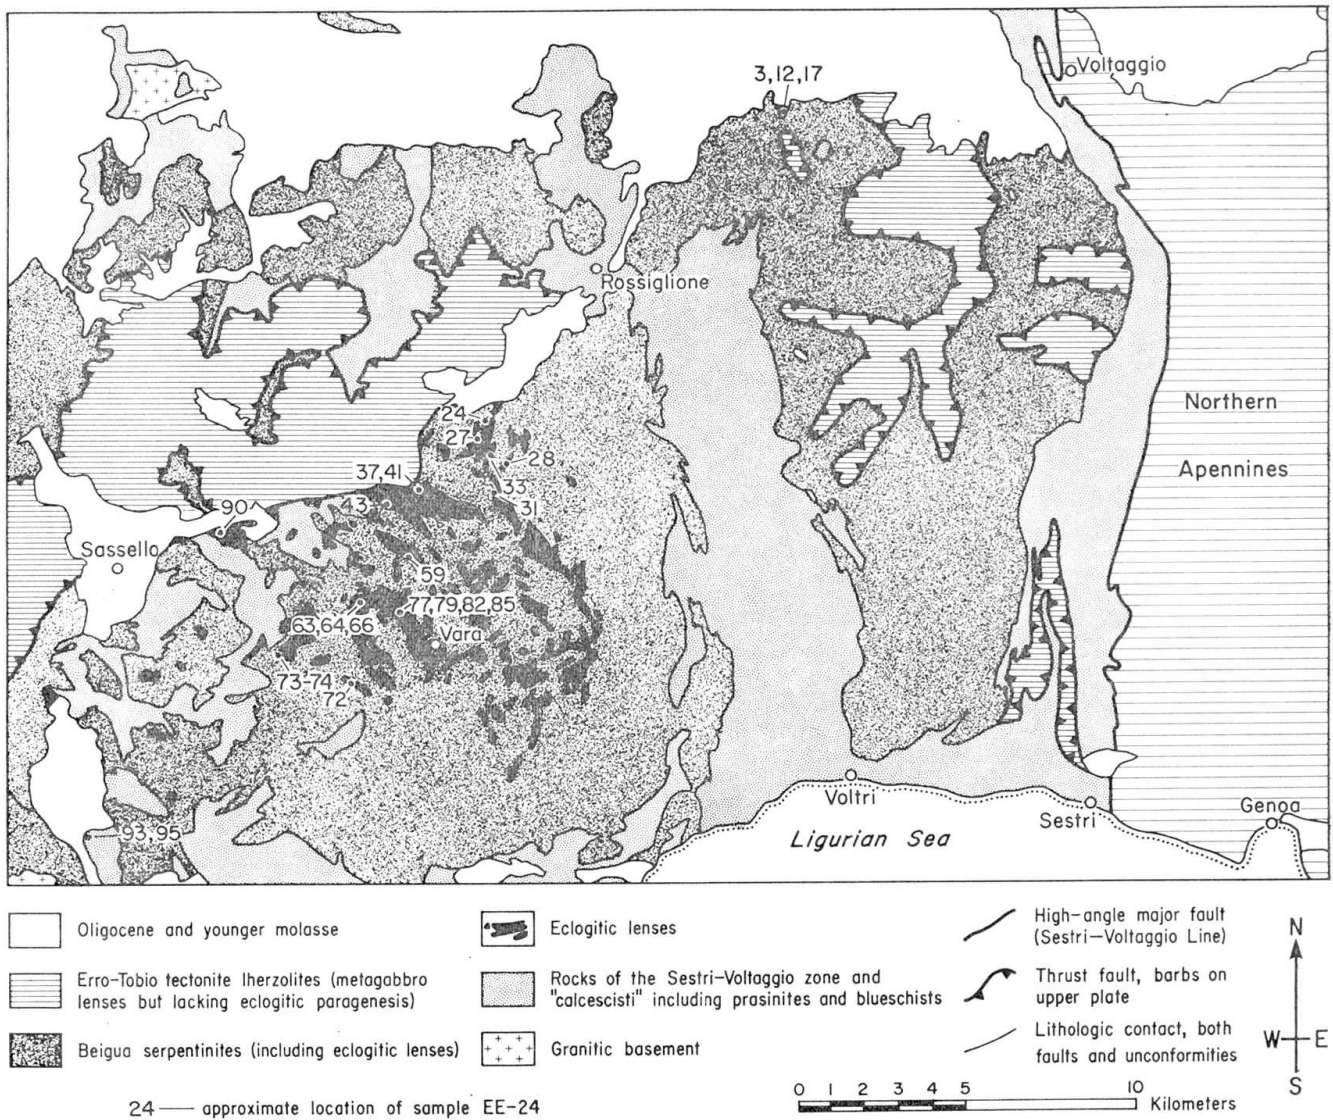 3,12,17
Voltaggio
Rossiglione
24
27
28
33
31
37,41
43
90
Sassello
59
77,79,82,85
63,64,66
Vara
73-74
72
93,95
Northern
Apennines
Voltri
Sestri
Genoa
Ligurian Sea
Oligocene and younger molasse
Erro-Tobio tectonite lherzolites (metagabbro
lenses but lacking eclogitic paragenesis)
Beigua serpentinites (including eclogitic lenses)
Eclogitic lenses
Rocks of the Sestri-Voltaggio zone and
"calcescisti" including prasinites and blueschists
Granitic basement
High-angle major fault
(Sestri-Voltaggio Line)
Thrust fault, barbs on
upper plate
Lithologic contact, both
faults and unconformities
N
W E
S
24 — approximate location of sample EE-24
0 1 2 3 4 5 10
Kilometers